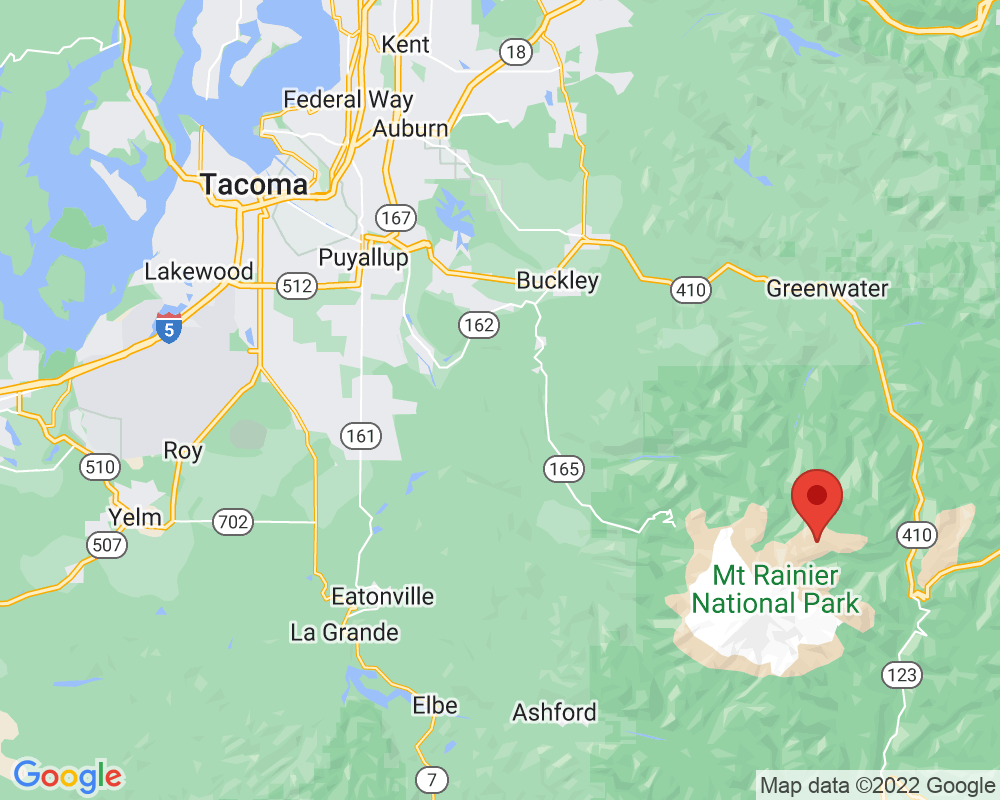 Kent
18
Federal Way
Auburn
Tacoma
167
Puyallup
Lakewood
512
Buckley
410
Greenwater
5
162
161
Roy
510
165
Yelm
702
507
410
Mt Rainier
National Park
Eatonville
La Grande
123
Elbe
Ashford
7
Google
Map data ©2022 Google